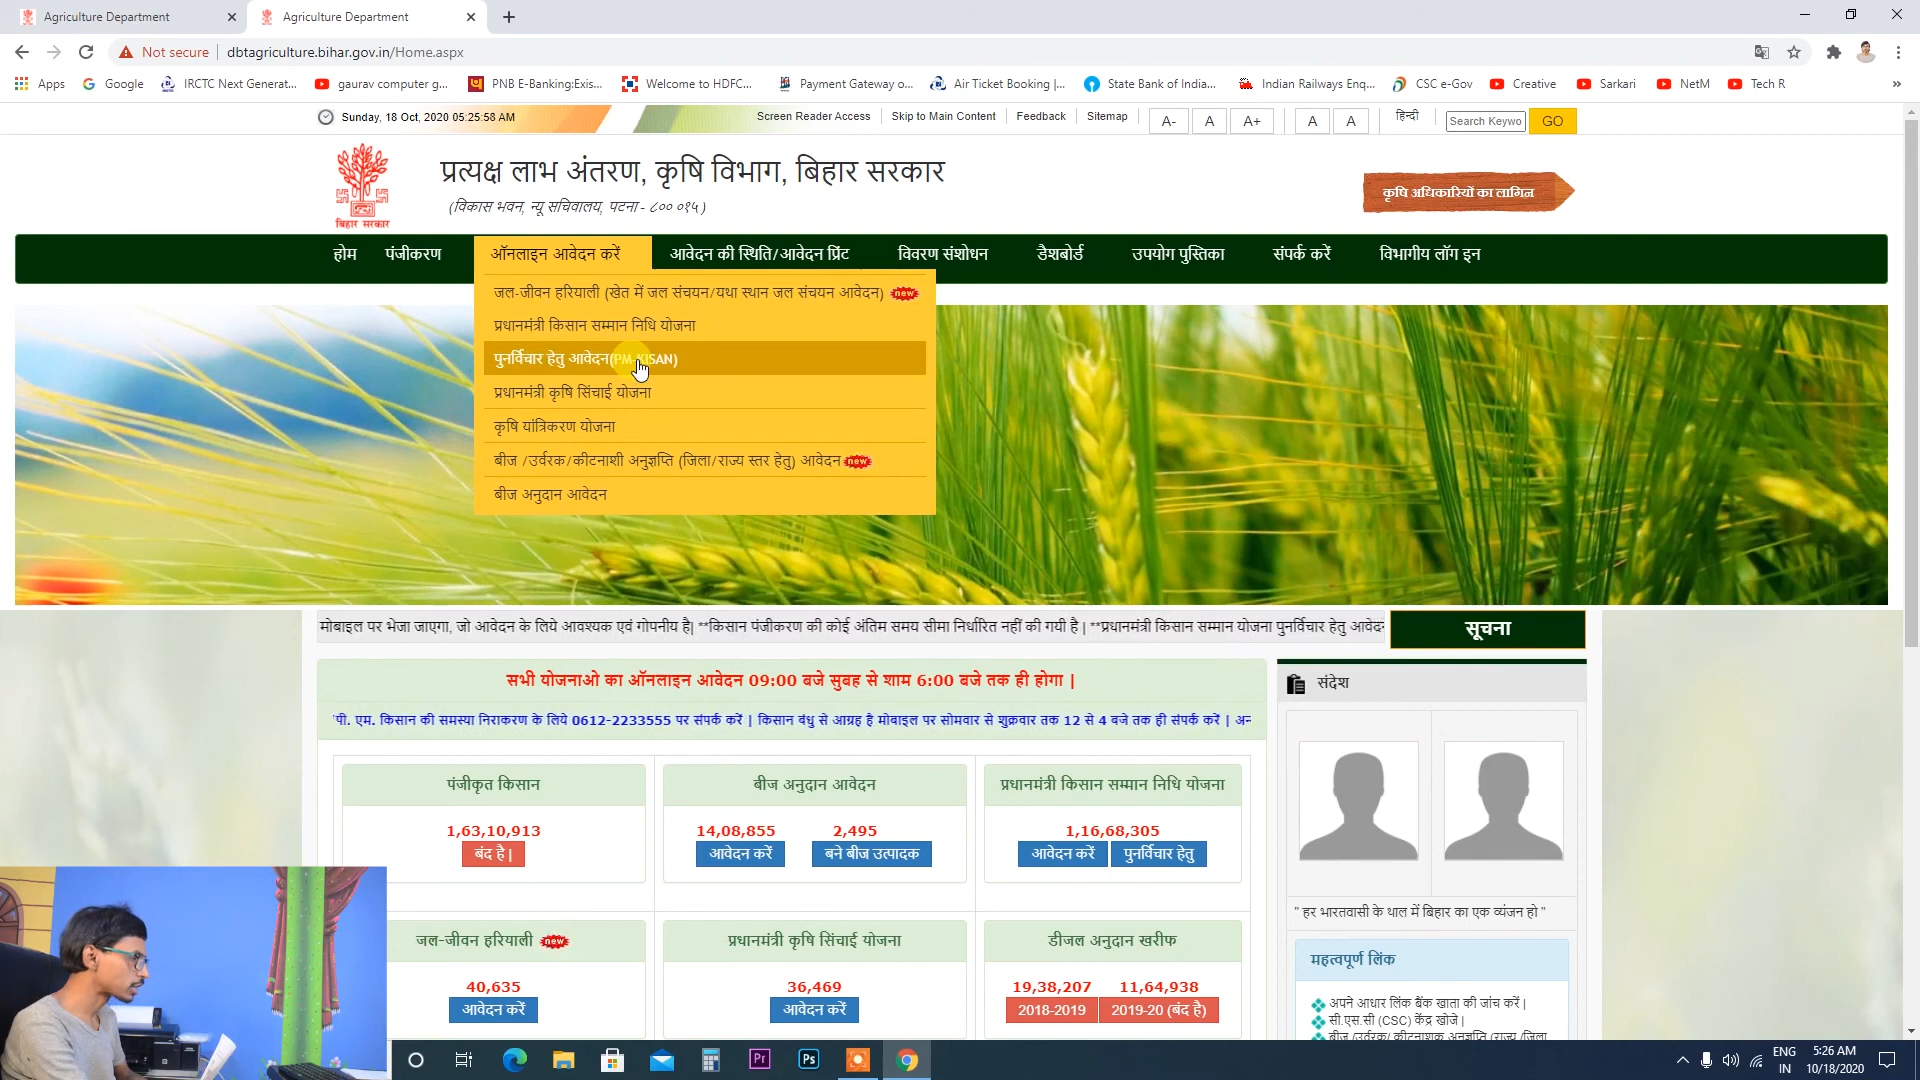 Agriculture Department
Agriculture Department
Not secure
dbtagriculture.bihar.gov.in/Home.aspx
Apps
Google
IRCTC Next Generat...
gaurav computer g...
PNB E-Banking:Exis...
Welcome to HDFC...
Payment Gateway o...
Air Ticket Booking |...
State Bank of India...
Indian Railways Enq...
CSC e-Gov
Creative
Sarkari
NetM
Tech R
»
Sunday, 18 Oct, 2020 05:25:58 AM
Screen Reader Access
Skip to Main Content
Feedback
Sitemap
A-
A
A+
A
A
हिन्दी
Search Keywo
GO
बिहार सरकार
प्रत्यक्ष लाभ अंतरण, कृषि विभाग, बिहार सरकार
(विकास भवन, न्यू सचिवालय, पटना - ८०० ०१५ )
कृषि अधिकारियों का लागिन
होम
पंजीकरण
ऑनलाइन आवेदन करें
आवेदन की स्थिति/आवेदन प्रिंट
विवरण संशोधन
डैशबोर्ड
उपयोग पुस्तिका
संपर्क करें
विभागीय लॉग इन
जल-जीवन हरियाली (खेत में जल संचयन/यथा स्थान जल संचयन आवेदन) new
प्रधानमंत्री किसान सम्मान निधि योजना
पुनर्विचार हेतु आवेदन(PM-KISAN)
प्रधानमंत्री कृषि सिंचाई योजना
कृषि यांत्रिकरण योजना
बीज /उर्वरक/कीटनाशी अनुज्ञप्ति (जिला/राज्य स्तर हेतु) आवेदन new
बीज अनुदान आवेदन
मोबाइल पर भेजा जाएगा, जो आवेदन के लिये आवश्यक एवं गोपनीय है| **किसान पंजीकरण की कोई अंतिम समय सीमा निर्धारित नहीं की गयी है | **प्रधानमंत्री किसान सम्मान योजना पुनर्विचार हेतु
सूचना
सभी योजनाओ का ऑनलाइन आवेदन 09:00 बजे सुबह से शाम 6:00 बजे तक ही होगा |
पी. एम. किसान की समस्या निराकरण के लिये 0612-2233555 पर संपर्क करें | किसान बंधु से आग्रह है मोबाइल पर सोमवार से शुक्रवार तक 12 से 4 बजे तक ही संपर्क करें |
संदेश
पंजीकृत किसान
1,63,10,913
बंद है |
बीज अनुदान आवेदन
14,08,855
2,495
आवेदन करें
बने बीज उत्पादक
प्रधानमंत्री किसान सम्मान निधि योजना
1,16,68,305
आवेदन करें
पुनर्विचार हेतु
" हर भारतवासी के थाल में बिहार का एक व्यंजन हो "
जल-जीवन हरियाली new
40,635
आवेदन करें
प्रधानमंत्री कृषि सिंचाई योजना
36,469
आवेदन करें
डीजल अनुदान खरीफ
19,38,207
11,64,938
2018-2019
2019-20 (बंद है)
महत्वपूर्ण लिंक
अपने आधार लिंक बैंक खाता की जांच करें |
सी.एस.सी (CSC) केंद्र खोजे |
बीज /उर्वरक/ कीटनाशक अनुज्ञप्ति (राज्य /जिला
Pr
Ps
ENG
IN
5:26 AM
10/18/2020